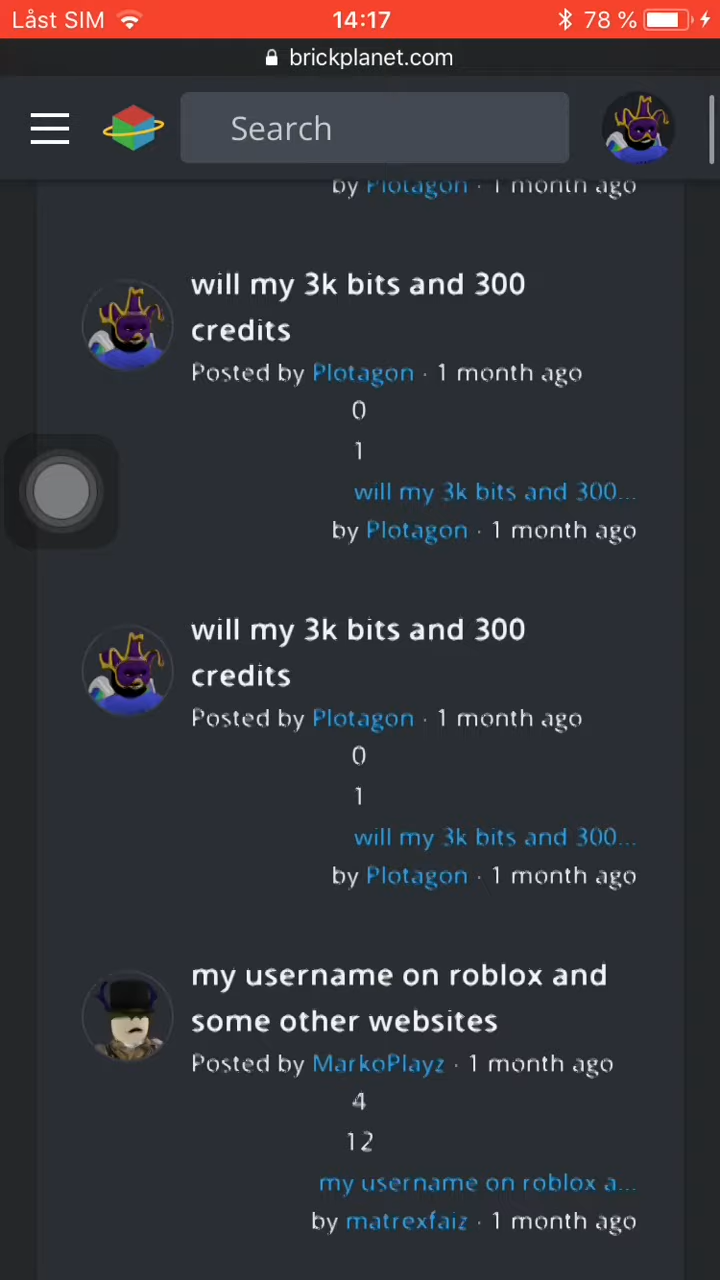 Låst SIM 14:17 78 %
brickplanet.com
Search
by Plotagon · 1 month ago
will my 3k bits and 300
credits
Posted by Plotagon · 1 month ago
0
1
will my 3k bits and 300...
by Plotagon · 1 month ago
will my 3k bits and 300
credits
Posted by Plotagon · 1 month ago
0
1
will my 3k bits and 300...
by Plotagon · 1 month ago
my username on roblox and
some other websites
Posted by MarkoPlayz · 1 month ago
4
12
my username on roblox a...
by matrexfaiz · 1 month ago